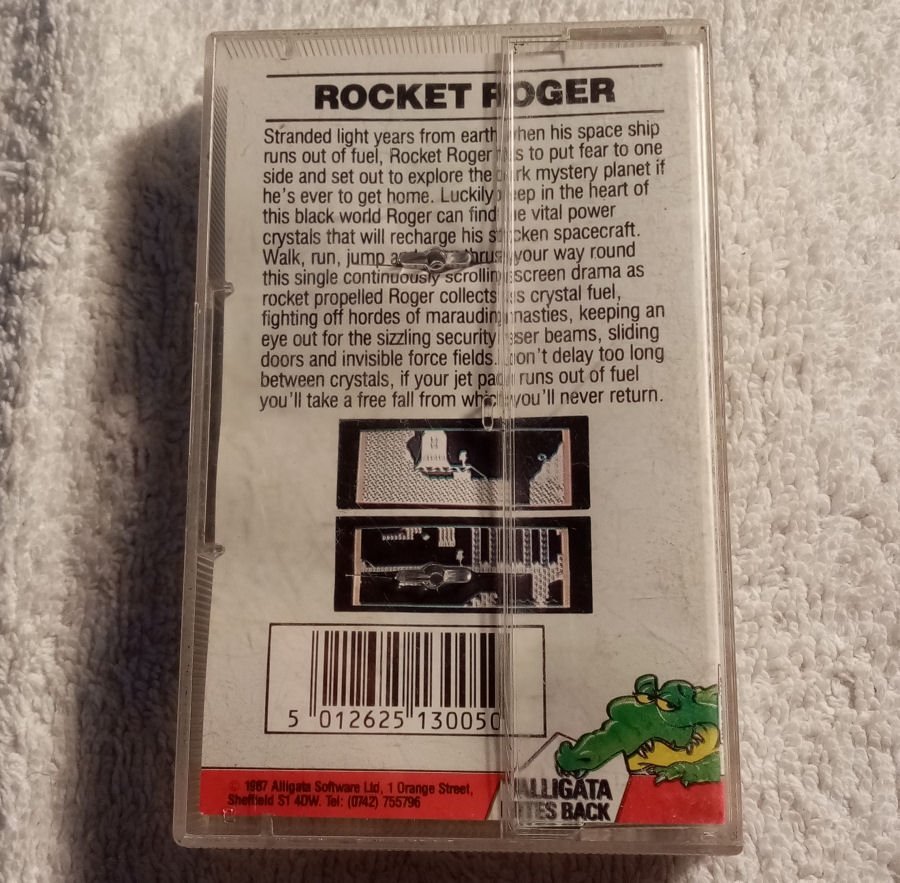 ROCKET ROGER
Stranded light years from earth when his space ship
runs out of fuel, Rocket Roger has to put fear to one
side and set out to explore the dark mystery planet if
he's ever to get home. Luckily deep in the heart of
this black world Roger can find the vital power
crystals that will recharge his stricken spacecraft.
Walk, run, jump and thrust your way round
this single continuously scrolling screen drama as
rocket propelled Roger collects his crystal fuel,
fighting off hordes of marauding nasties, keeping an
eye out for the sizzling security laser beams, sliding
doors and invisible force fields. Don't delay too long
between crystals, if your jet pack runs out of fuel
you'll take a free fall from which you'll never return.
5 012625 130050
© 1987 Alligata Software Ltd, 1 Orange Street,
Sheffield S1 4DW. Tel: (0742) 755796
ALLIGATA
BITES BACK